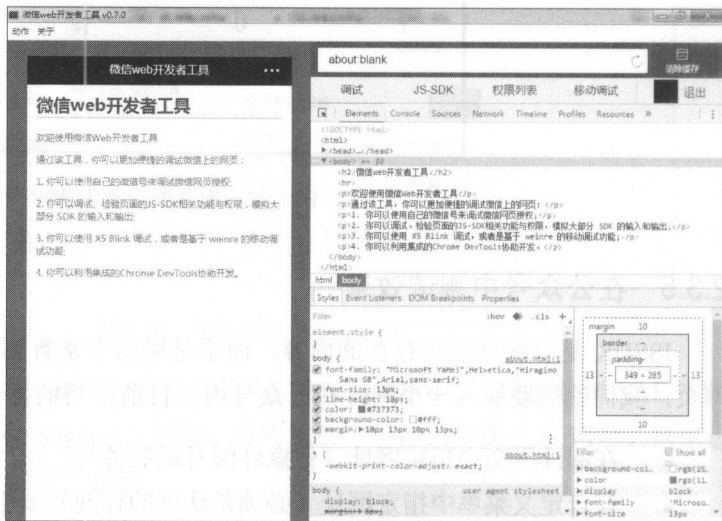 微信web开发者工具 v0.7.0
动作 关于
微信web开发者工具
微信web开发者工具
欢迎使用微信Web开发者工具
通过该工具，你可以更加便捷的调试微信上的网页：
1. 你可以使用自己的微信号来调试微信网页授权;
2. 你可以调试、检验页面的JS-SDK相关功能与权限，模拟大
部分 SDK 的输入和输出;
3. 你可以使用 X5 Blink 调试，或者是基于 weinre 的移动调
试功能;
4. 你可以利用集成的Chrome DevTools协助开发。
about:blank
清除缓存
调试 JS-SDK 权限列表 移动调试 退出
Elements Console Sources Network Timeline Profiles Resources »
<!DOCTYPE html>
<html>
▶ <head>…</head>
▼ <body> == $0
<h2>微信web开发者工具</h2>
<hr>
<p>欢迎使用微信Web开发者工具</p>
<p>通过该工具，你可以更加便捷的调试微信上的网页：</p>
<p>1. 你可以使用自己的微信号来调试微信网页授权;</p>
<p>2. 你可以调试、检验页面的JS-SDK相关功能与权限，模拟大部分 SDK 的输入和输出;</p>
<p>3. 你可以使用 X5 Blink 调试，或者是基于 weinre 的移动调试功能;</p>
<p>4. 你可以利用集成的Chrome DevTools协助开发。</p>
</body>
</html>
html body
Styles Event Listeners DOM Breakpoints Properties
Filter :hov .cls +
element.style {
}
body { about.html:1
font-family: "Microsoft YaHei",Helvetica,"Hiragino
Sans GB",Arial,sans-serif;
font-size: 13px;
line-height: 18px;
color: #737373;
background-color: #fff;
margin: ▶ 10px 13px 10px 13px;
}
* { about.html:1
-webkit-print-color-adjust: exact;
}
body { user agent stylesheet
display: block;
margin: ▶ 8px;
margin 10
border -
padding-
13 - - 349 × 265 - - 13
-
10
Filter Show all
▶ background-col… rgb(25…
▶ color rgb(11…
▶ display block
▶ font-family "Microso…
▶ font-size 13px